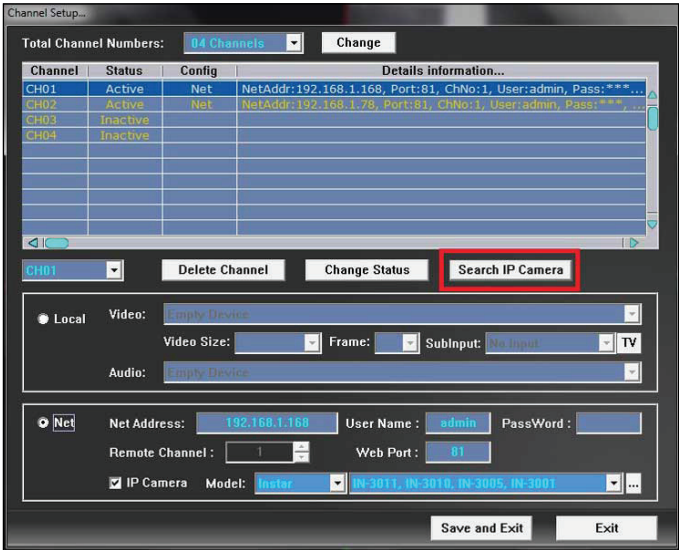 Channel Setup...
Total Channel Numbers: 04 Channels Change
Channel Status Config Details information...
CH01 Active Net NetAddr:192.168.1.168, Port:81, ChNo:1, User:admin, Pass:***...
CH02 Active Net NetAddr:192.168.1.78, Port:81, ChNo:1, User:admin, Pass:***, ...
CH03 Inactive
CH04 Inactive
CH01 Delete Channel Change Status Search IP Camera
Local Video: Empty Device
Video Size: Frame: SubInput: No Input TV
Audio: Empty Device
Net Net Address: 192.168.1.168 User Name : admin PassWord :
Remote Channel : 1 Web Port : 81
IP Camera Model: Instar IN-3011, IN-3010, IN-3005, IN-3001 ...
Save and Exit Exit